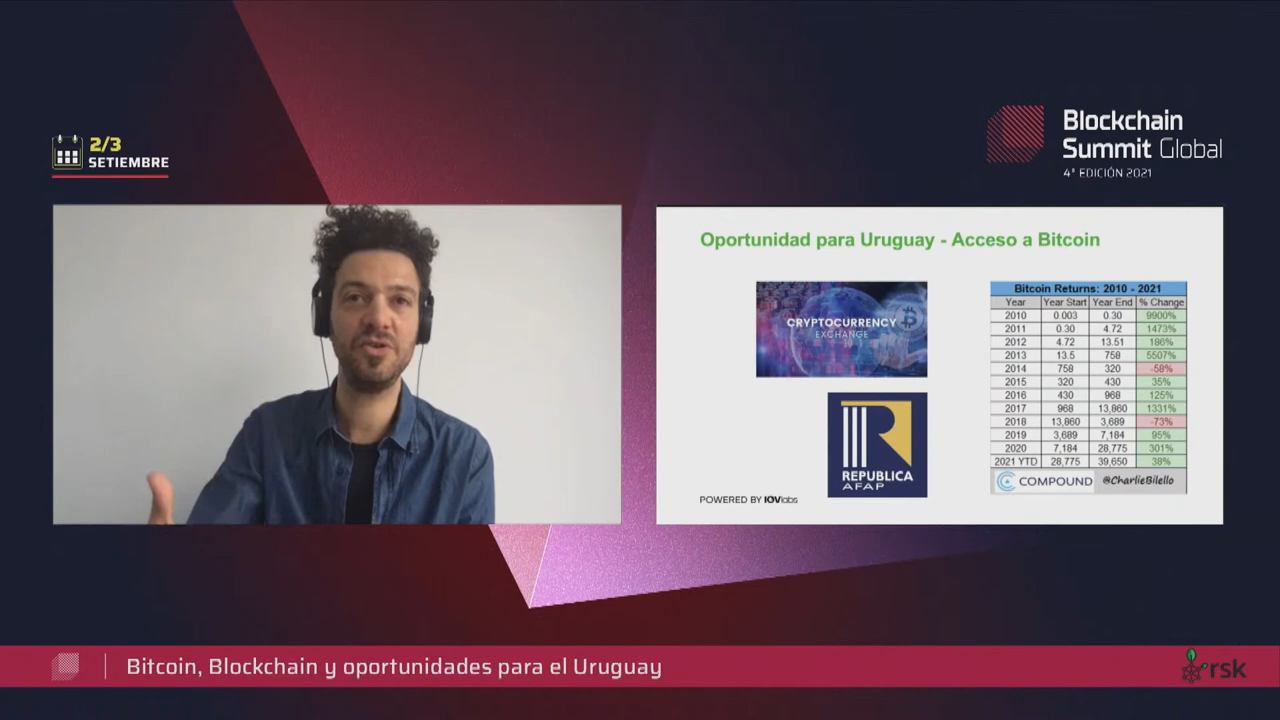 2/3
SETIEMBRE
Blockchain
Summit Global
4ª EDICIÓN 2021
Oportunidad para Uruguay - Acceso a Bitcoin
CRYPTOCURRENCY
EXCHANGE
REPUBLICA
AFAP
POWERED BY IOVlabs
Bitcoin Returns: 2010 - 2021
Year Year Start Year End % Change
2010 0.003 0.30 9900%
2011 0.30 4.72 1473%
2012 4.72 13.51 186%
2013 13.5 758 5507%
2014 758 320 -58%
2015 320 430 35%
2016 430 968 125%
2017 968 13,860 1331%
2018 13,860 3,689 -73%
2019 3,689 7,184 95%
2020 7,184 28,775 301%
2021 YTD 28,775 39,650 38%
COMPOUND @CharlieBilello
Bitcoin, Blockchain y oportunidades para el Uruguay
rsk